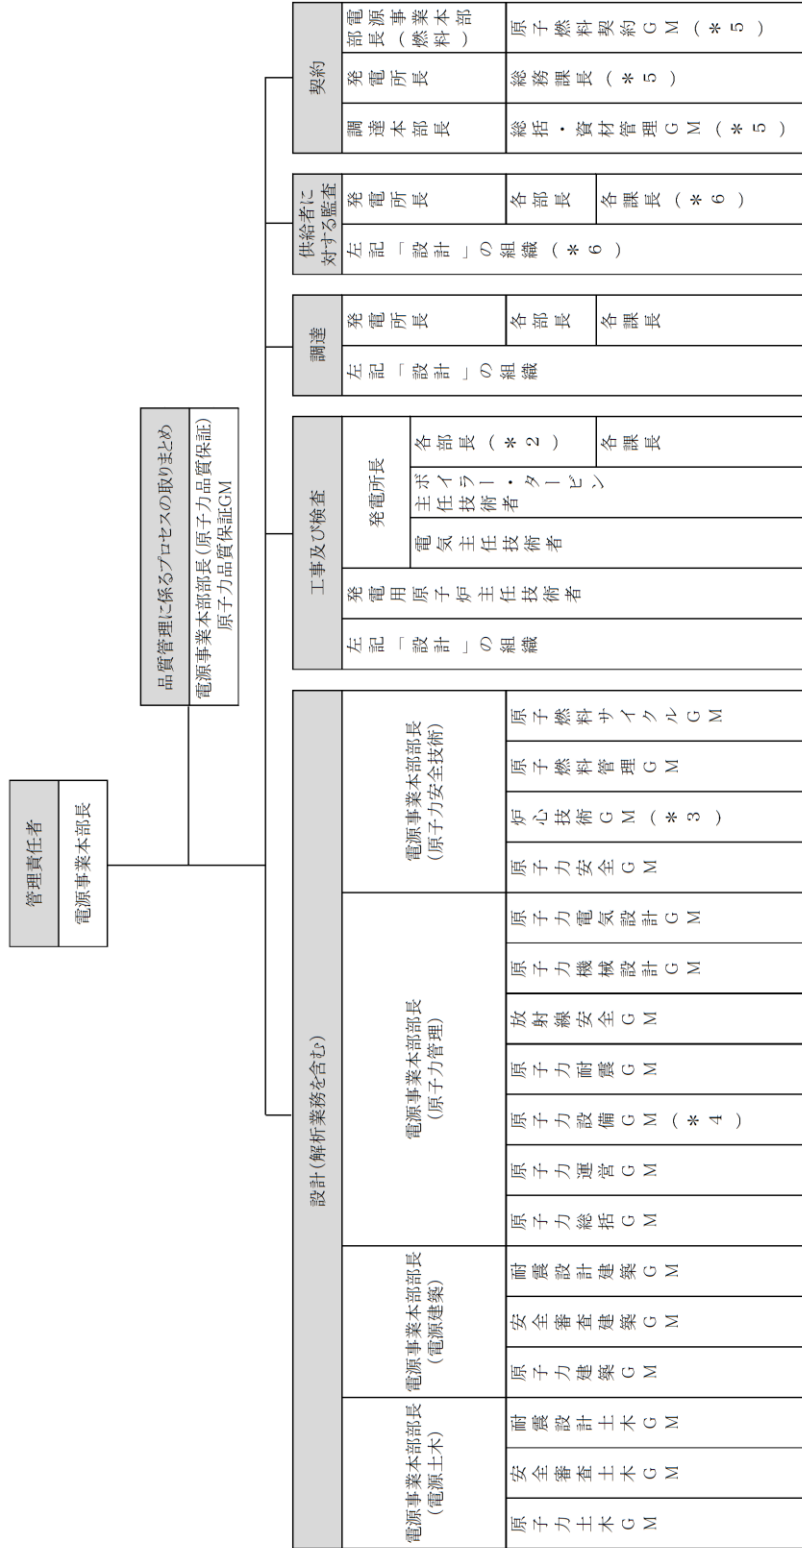 管理責任者
電源事業本部長
品質管理に係るプロセスの取りまとめ
電源事業本部部長(原子力品質保証)
原子力品質保証GM
設計(解析業務を含む)
電源事業本部部長
(電源土木)
原子力土木GM
安全審査土木GM
耐震設計土木GM
電源事業本部部長
(電源建築)
原子力建築GM
安全審査建築GM
耐震設計建築GM
電源事業本部部長
(原子力管理)
原子力総括GM
原子力運営GM
原子力設備GM(*4)
原子力耐震GM
放射線安全GM
原子力機械設計GM
原子力電気設計GM
電源事業本部部長
(原子力安全技術)
原子力安全GM
炉心技術GM(*3)
原子燃料管理GM
原子燃料サイクルGM
工事及び検査
左記「設計」の組織
発電用原子炉主任技術者
発電所長
電気主任技術者
ボイラー・タービン
主任技術者
各部長(*2)
各課長
調達
左記「設計」の組織
発電所長
各部長
各課長
供給者に
対する監査
左記「設計」の組織(*6)
発電所長
各部長
各課長(*6)
契約
調達本部長
総括・資材管理GM(*5)
発電所長
総務課長(*5)
電源事業本部
部長(燃料)
原子燃料契約GM(*5)